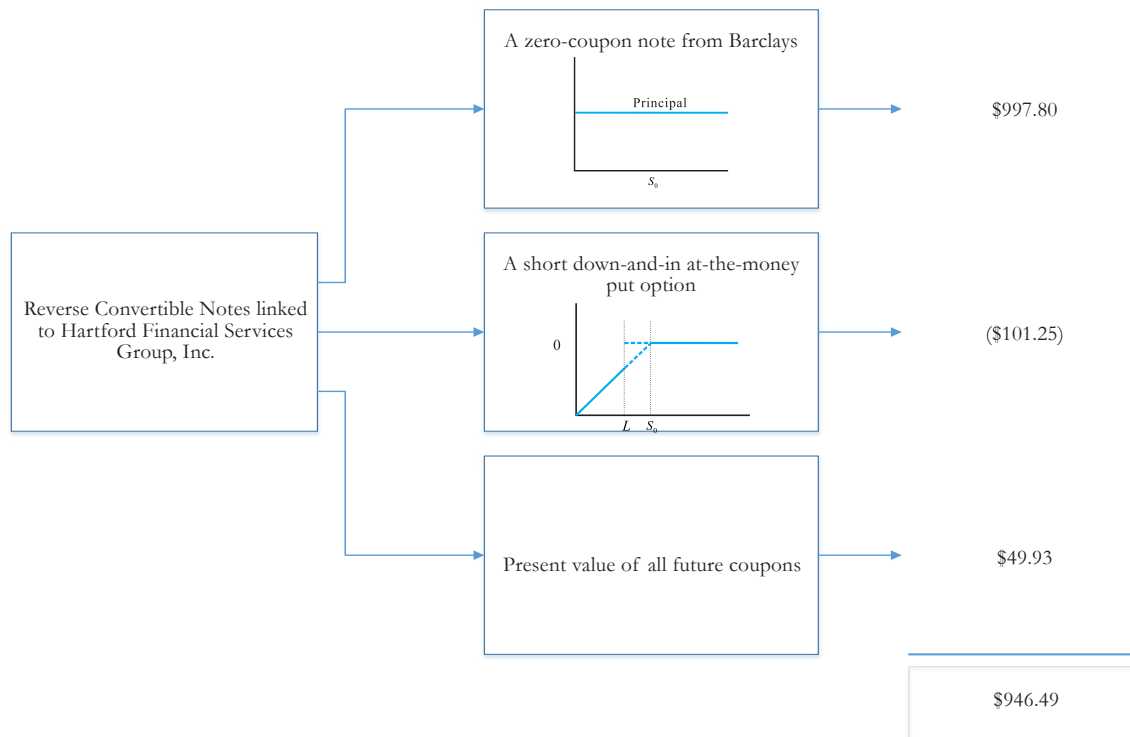 A zero-coupon note from Barclays
Principal
S₀
$997.80
Reverse Convertible Notes linked
to Hartford Financial Services
Group, Inc.
A short down-and-in at-the-money
put option
0
L S₀
($101.25)
Present value of all future coupons
$49.93
$946.49